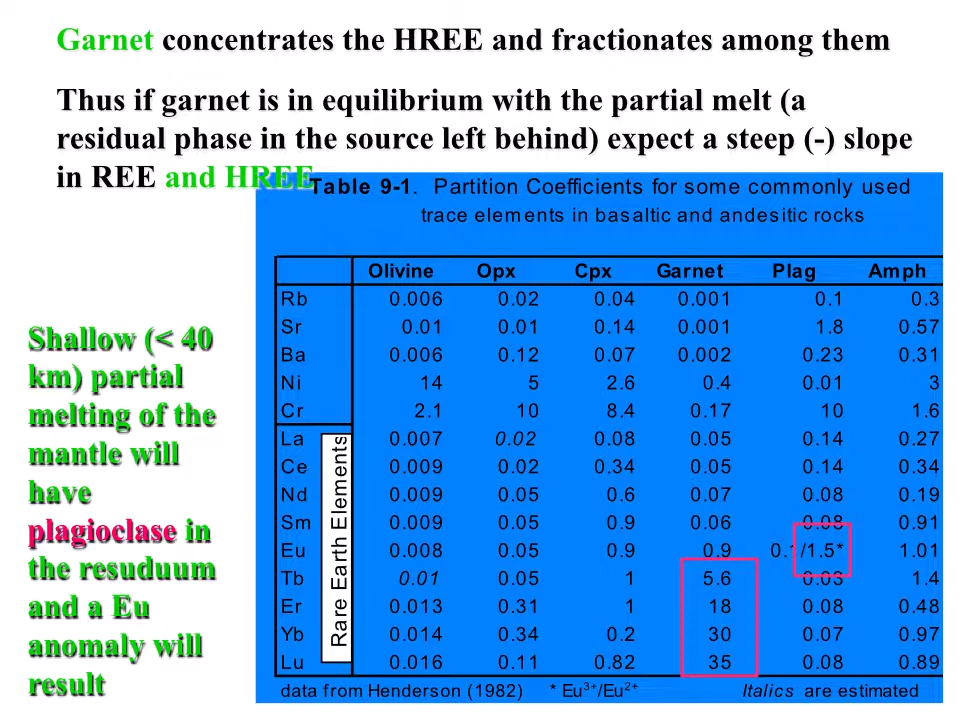 Garnet concentrates the HREE and fractionates among them
Thus if garnet is in equilibrium with the partial melt (a
residual phase in the source left behind) expect a steep (-) slope
in REE and HREE
Table 9-1. Partition Coefficients for some commonly used
trace elements in basaltic and andesitic rocks
Olivine Opx Cpx Garnet Plag Amph
Rb 0.006 0.02 0.04 0.001 0.1 0.3
Sr 0.01 0.01 0.14 0.001 1.8 0.57
Ba 0.006 0.12 0.07 0.002 0.23 0.31
Ni 14 5 2.6 0.4 0.01 3
Cr 2.1 10 8.4 0.17 10 1.6
Rare Earth Elements
La 0.007 0.02 0.08 0.05 0.14 0.27
Ce 0.009 0.02 0.34 0.05 0.14 0.34
Nd 0.009 0.05 0.6 0.07 0.08 0.19
Sm 0.009 0.05 0.9 0.06 0.08 0.91
Eu 0.008 0.05 0.9 0.9 0.1/1.5* 1.01
Tb 0.01 0.05 1 5.6 0.03 1.4
Er 0.013 0.31 1 18 0.08 0.48
Yb 0.014 0.34 0.2 30 0.07 0.97
Lu 0.016 0.11 0.82 35 0.08 0.89
data from Henderson (1982) * Eu3+/Eu2+ Italics are estimated
Shallow (< 40
km) partial
melting of the
mantle will
have
plagioclase in
the resuduum
and a Eu
anomaly will
result